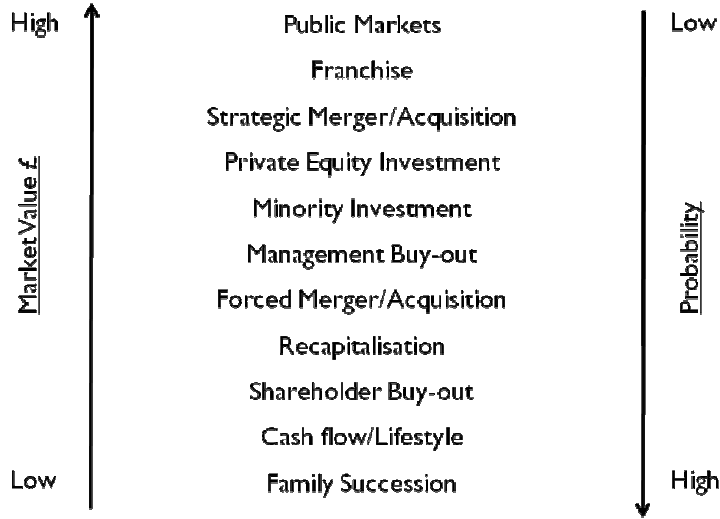 High
Public Markets
Low
Franchise
Strategic Merger/Acquisition
Private Equity Investment
Market Value £
Minority Investment
Probability
Management Buy-out
Forced Merger/Acquisition
Recapitalisation
Shareholder Buy-out
Cash flow/Lifestyle
Low
Family Succession
High